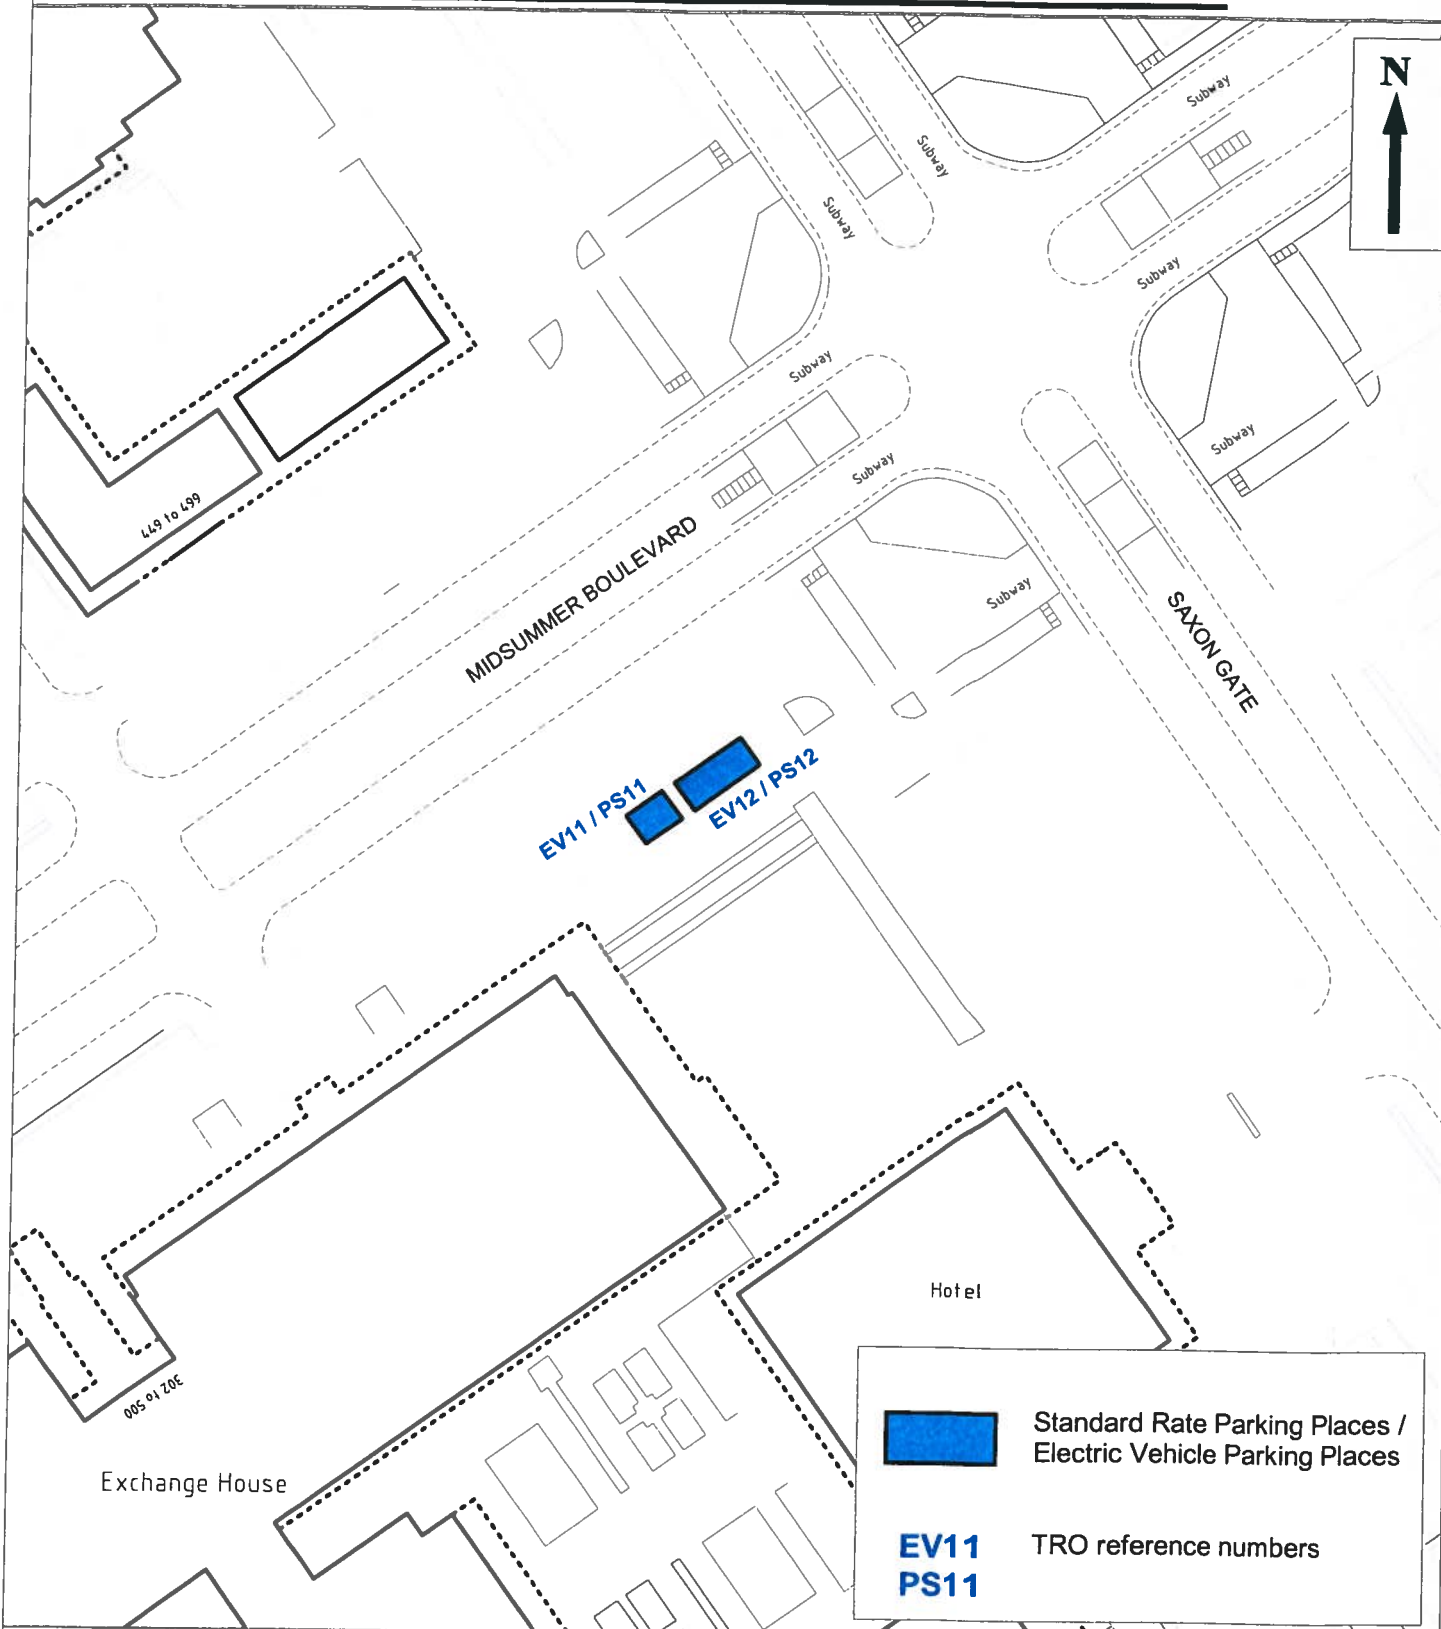 N
Subway
Subway
Subway
Subway
Subway
Subway
Subway
Subway
449 to 499
MIDSUMMER BOULEVARD
SAXON GATE
EV11 / PS11
EV12 / PS12
Hotel
302 to 500
Exchange House
Standard Rate Parking Places /
Electric Vehicle Parking Places
EV11
PS11
TRO reference numbers